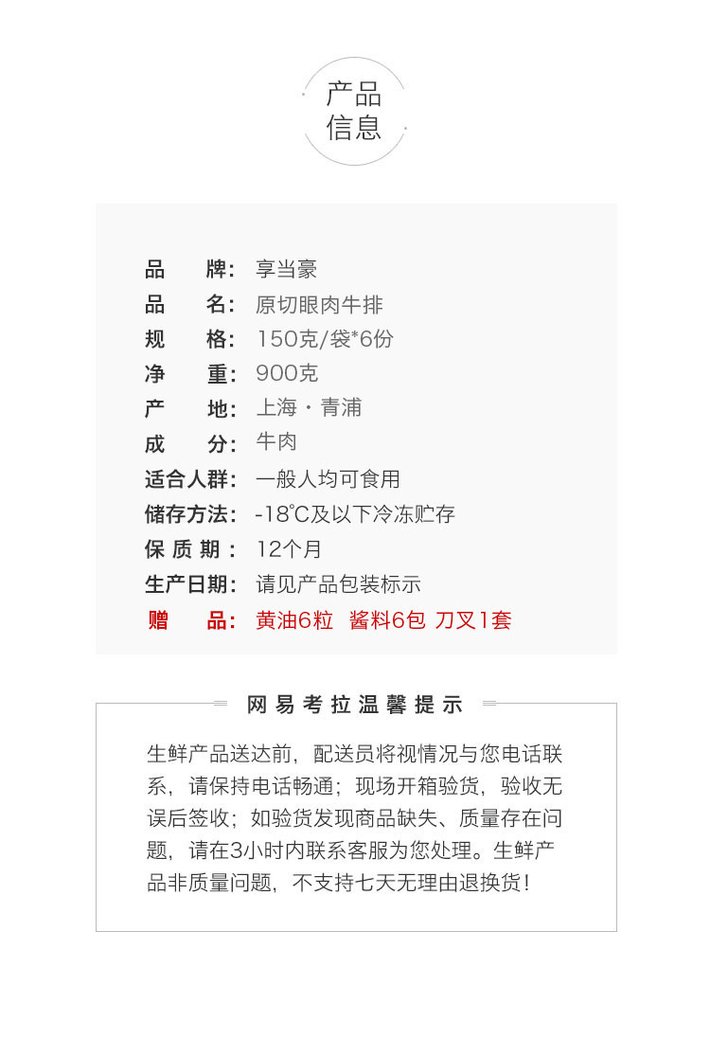 产品
信息
品 牌： 享当豪
品 名： 原切眼肉牛排
规 格： 150克/袋*6份
净 重： 900克
产 地： 上海·青浦
成 分： 牛肉
适合人群： 一般人均可食用
储存方法： -18℃及以下冷冻贮存
保 质 期 ： 12个月
生产日期： 请见产品包装标示
赠 品： 黄油6粒 酱料6包 刀叉1套
网易考拉温馨提示
生鲜产品送达前，配送员将视情况与您电话联
系，请保持电话畅通；现场开箱验货，验收无
误后签收；如验货发现商品缺失、质量存在问
题，请在3小时内联系客服为您处理。生鲜产
品非质量问题，不支持七天无理由退换货！